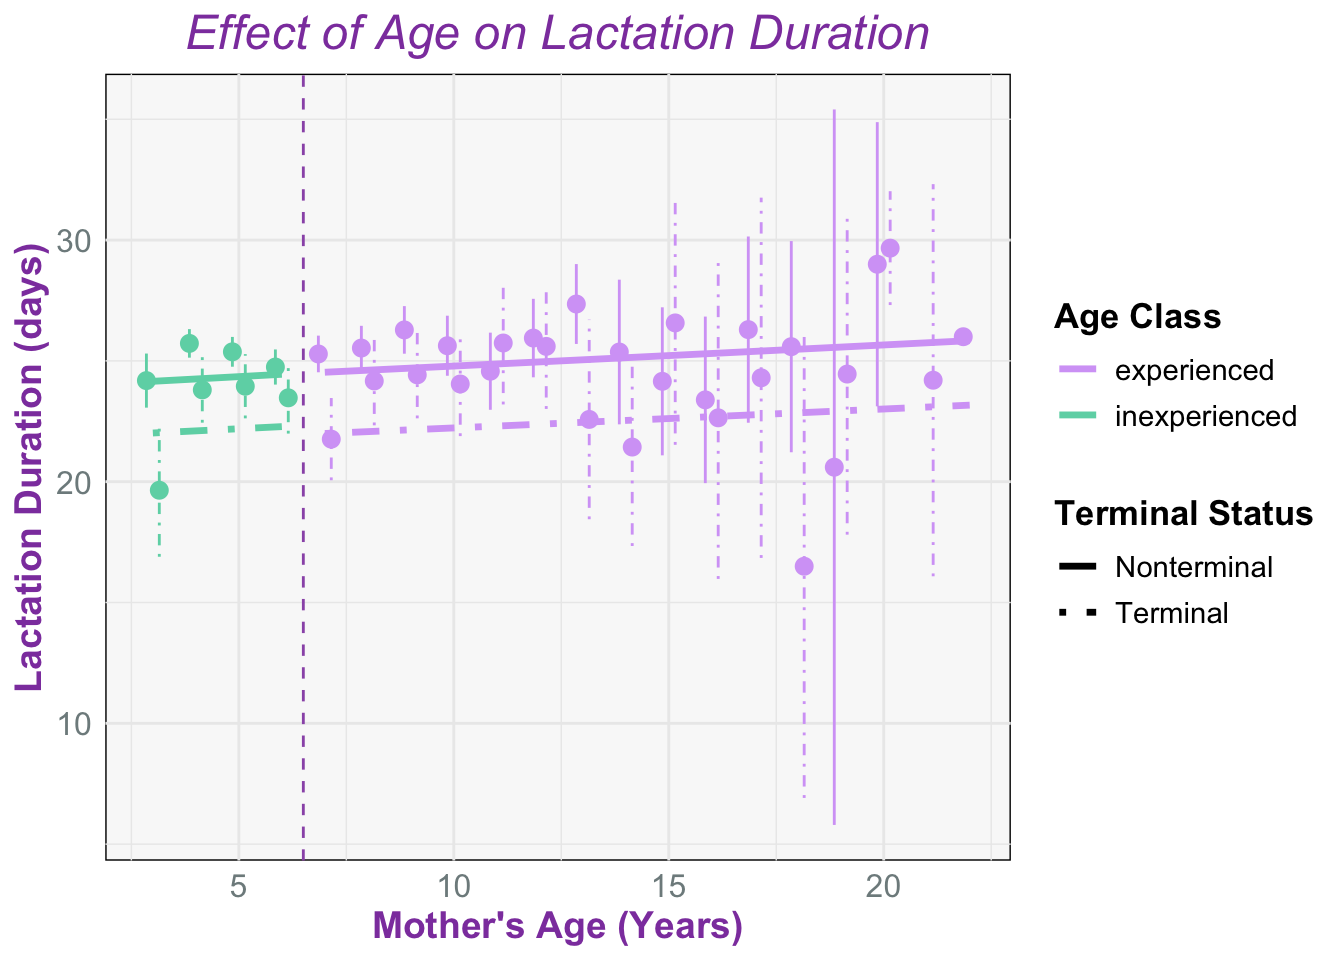 Effect of Age on Lactation Duration
Lactation Duration (days)
30
20
10
5
10
15
20
Mother's Age (Years)
Age Class
experienced
inexperienced
Terminal Status
Nonterminal
Terminal